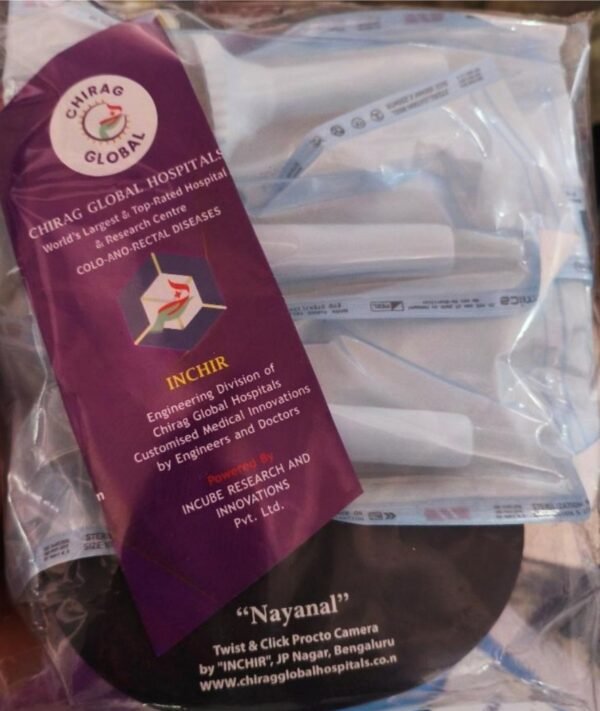 CHIRAG
GLOBAL
CHIRAG GLOBAL HOSPITALS
World's Largest & Top-Rated Hospital
& Research Centre
COLO-ANO-RECTAL DISEASES
INCHIR
Engineering Division of
Chirag Global Hospitals
Customised Medical Innovations
by Engineers and Doctors
Powered By
INCUBE RESEARCH AND
INNOVATIONS
Pvt. Ltd.
“Nayanal”
Twist & Click Procto Camera
by "INCHIR", JP Nagar, Bengaluru
www.chiragglobalhospitals.co.n